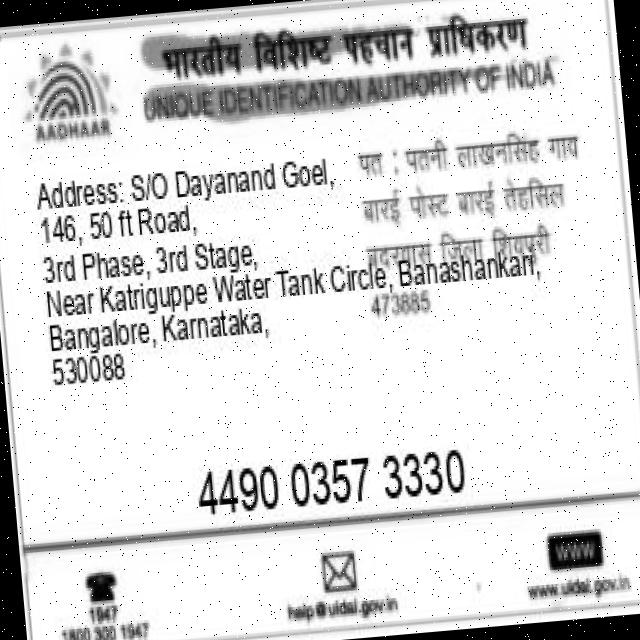 भारतीय विशिष्ट पहचान प्राधिकरण
UNIQUE IDENTIFICATION AUTHORITY OF INDIA
AADHAAR
Address: S/O Dayanand Goel,
146, 50 ft Road,
3rd Phase, 3rd Stage,
Near Katriguppe Water Tank Circle, Banashankari,
Bangalore, Karnataka,
530088
पता : पतनी लाखनसिंह गाव
बारई पोस्ट बारई तेहसिल
बदरवास जिला शिवपुरी
473885
4490 0357 3330
1947
1800 300 1947
help@uidai.gov.in
www
www.uidai.gov.in